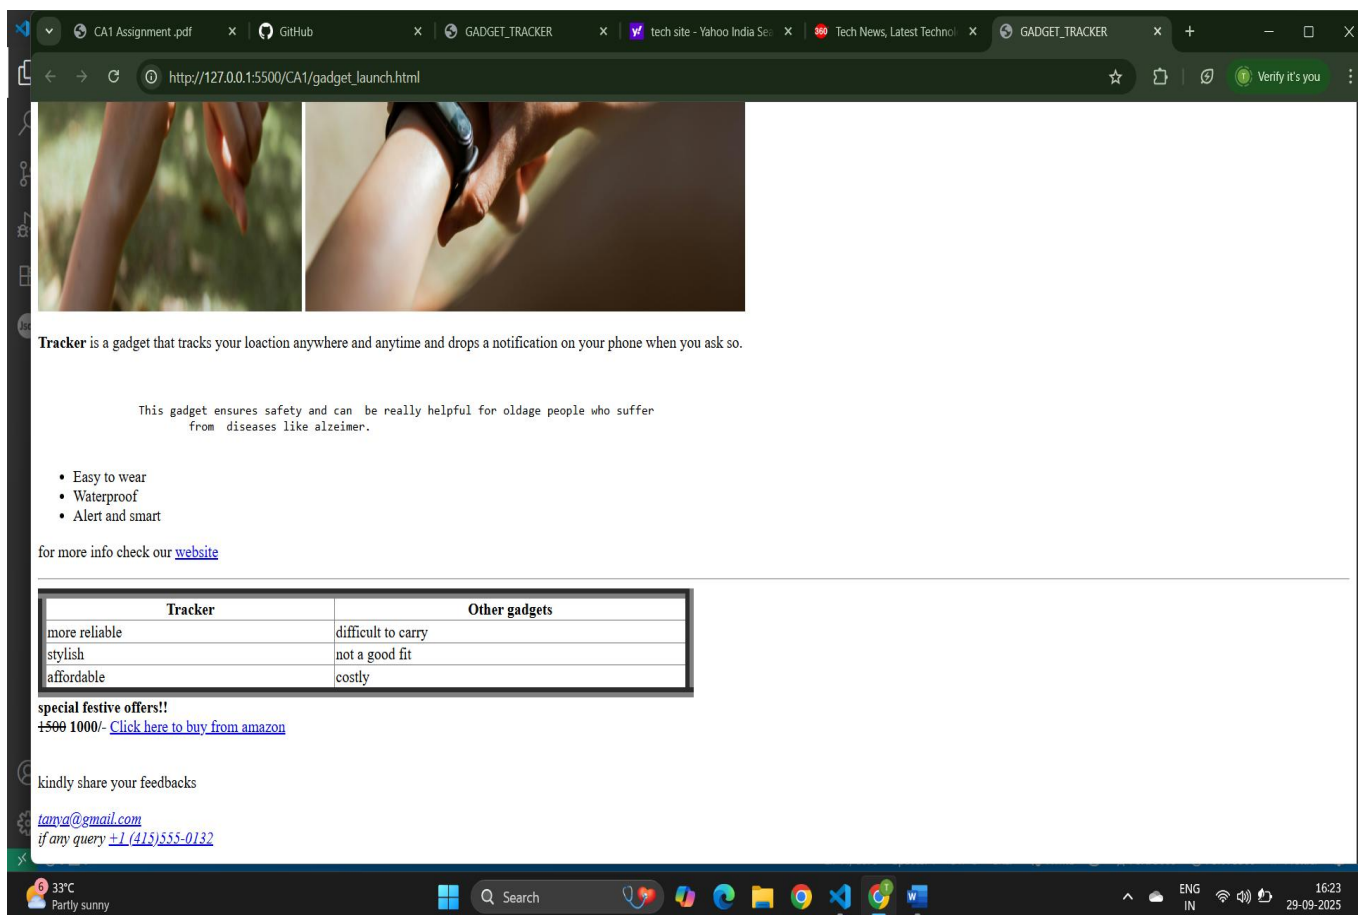 CA1 Assignment .pdf
GitHub
GADGET_TRACKER
tech site - Yahoo India Sea
Tech News, Latest Technol
GADGET_TRACKER
http://127.0.0.1:5500/CA1/gadget_launch.html
Verify it's you
Tracker is a gadget that tracks your loaction anywhere and anytime and drops a notification on your phone when you ask so.
This gadget ensures safety and can  be really helpful for oldage people who suffer
from  diseases like alzeimer.
• Easy to wear
• Waterproof
• Alert and smart
for more info check our website
Tracker Other gadgets
more reliable difficult to carry
stylish not a good fit
affordable costly
special festive offers!!
1500 1000/- Click here to buy from amazon
kindly share your feedbacks
tanya@gmail.com
if any query +1 (415)555-0132
6 33°C
Partly sunny
Search
ENG
IN
16:23
29-09-2025